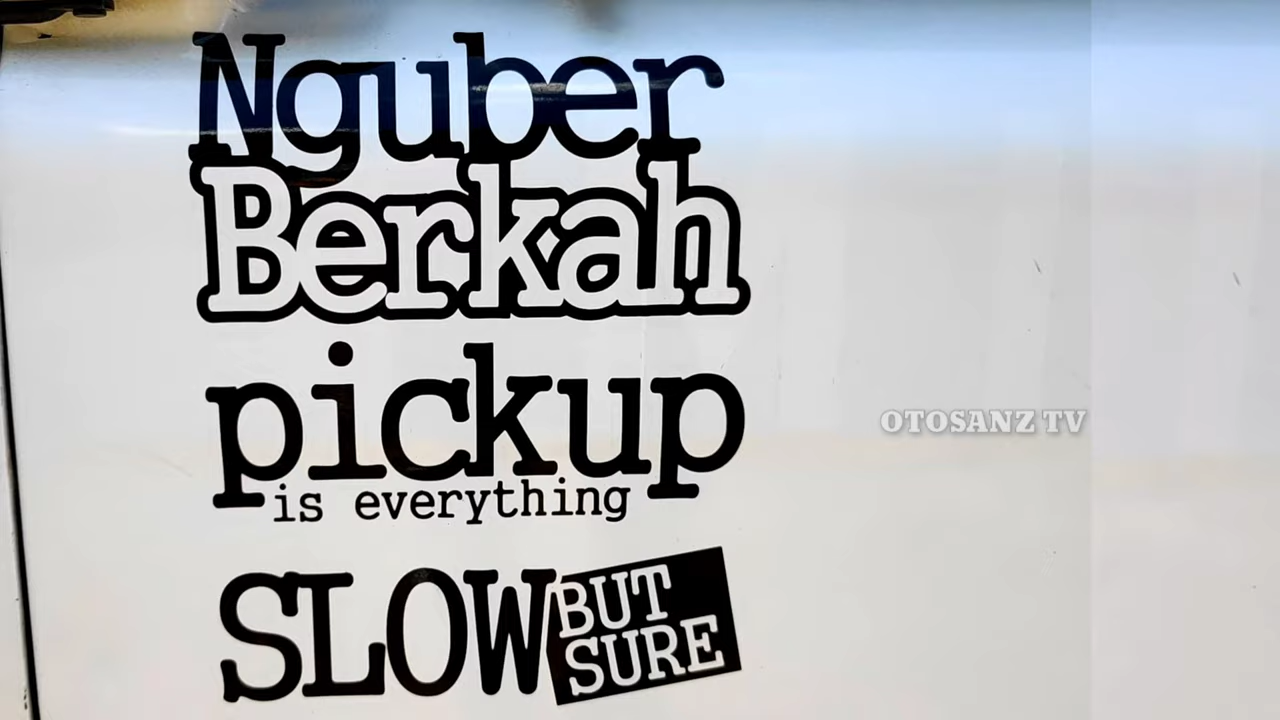 Nguber
Berkah
pickup
is everything
SLOW BUT
SURE
OTOSANZ TV